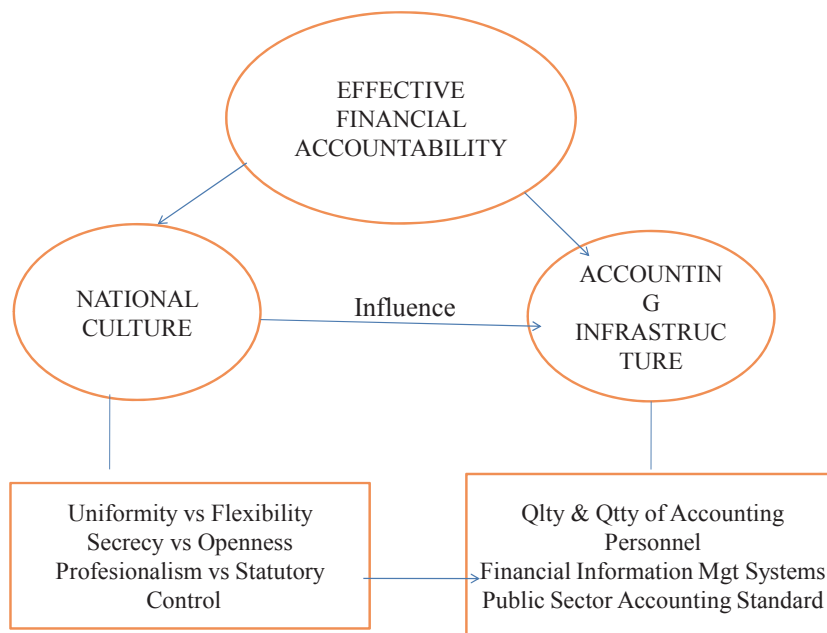 EFFECTIVE
FINANCIAL
ACCOUNTABILITY
NATIONAL
CULTURE
Influence
ACCOUNTIN
G
INFRASTRUC
TURE
Uniformity vs Flexibility
Secrecy vs Openness
Profesionalism vs Statutory
Control
Qlty & Qtty of Accounting
Personnel
Financial Information Mgt Systems
Public Sector Accounting Standard